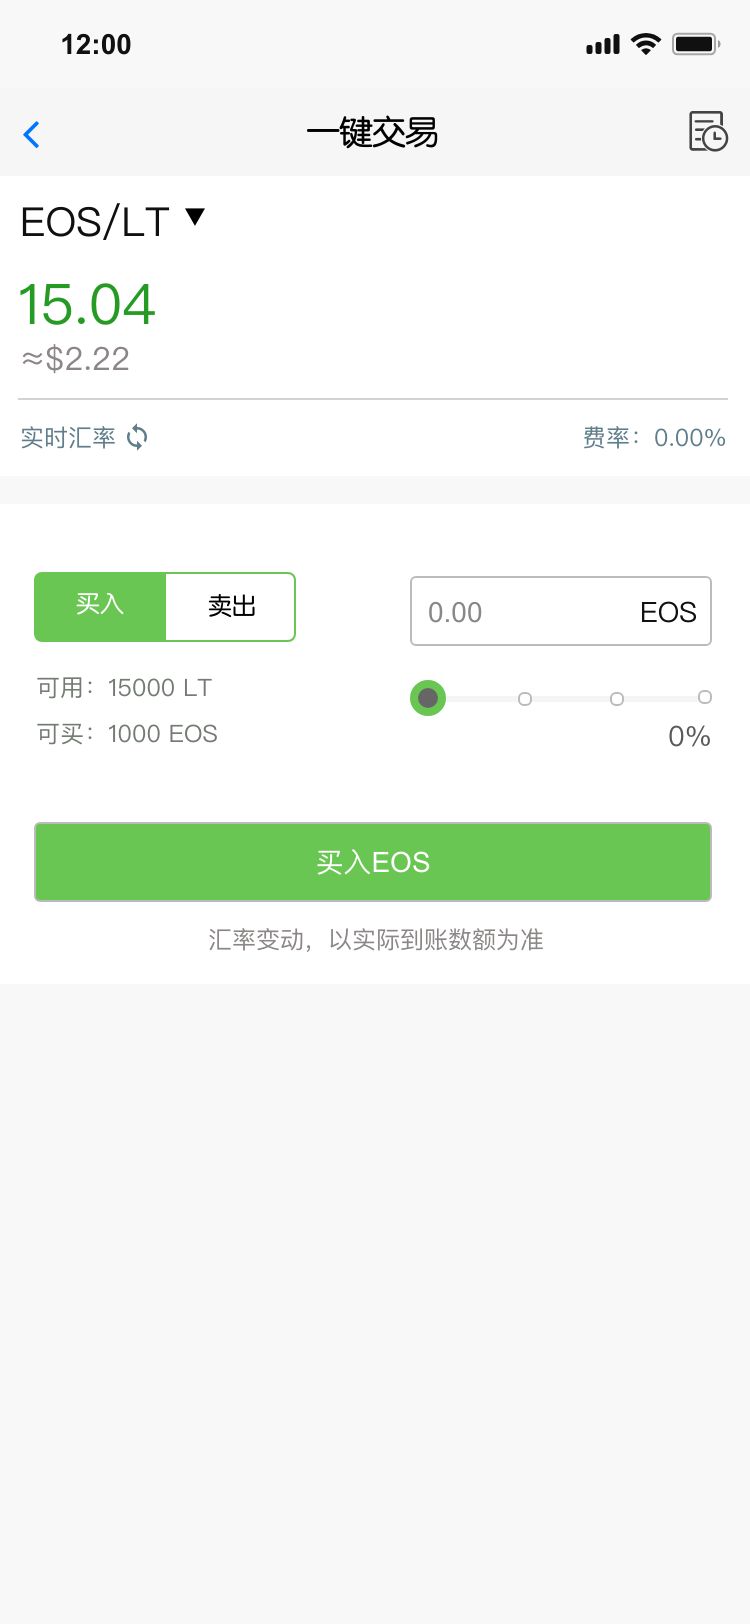 12:00
一键交易
EOS/LT ▼
15.04
≈$2.22
实时汇率 费率：0.00%
买入 卖出 0.00 EOS
可用：15000 LT
可买：1000 EOS
0%
买入EOS
汇率变动，以实际到账数额为准